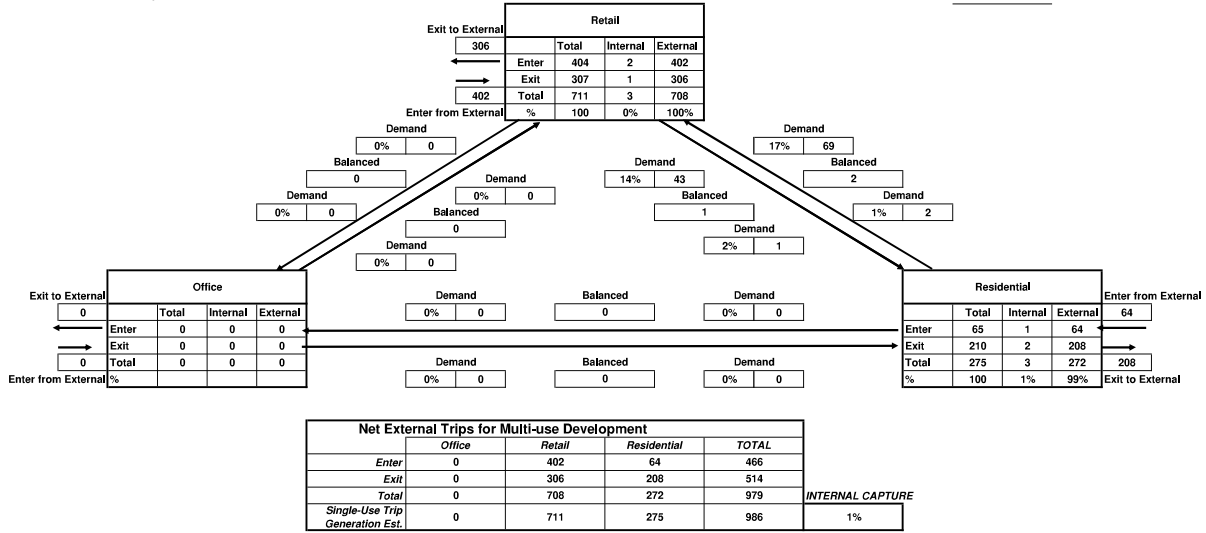 Retail
Exit to External
306
Total Internal External
Enter 404 2 402
Exit 307 1 306
402
Total 711 3 708
Enter from External
% 100 0% 100%
Demand
0% 0
Balanced
0
Demand
0% 0
Demand
0% 0
Balanced
0
Demand
0% 0
Demand
14% 43
Balanced
1
Demand
2% 1
Demand
17% 69
Balanced
2
Demand
1% 2
Office
Exit to External
0
Total Internal External
Enter 0 0 0
Exit 0 0 0
0
Total 0 0 0
Enter from External
%
Demand Balanced Demand
0% 0 0 0% 0
Demand Balanced Demand
0% 0 0 0% 0
Residential
Enter from External
64
Total Internal External
Enter 65 1 64
Exit 210 2 208
Total 275 3 272
208
% 100 1% 99%
Exit to External
Net External Trips for Multi-use Development
Office Retail Residential TOTAL
Enter 0 402 64 466
Exit 0 306 208 514
Total 0 708 272 979
INTERNAL CAPTURE
Single-Use Trip
Generation Est. 0 711 275 986
1%